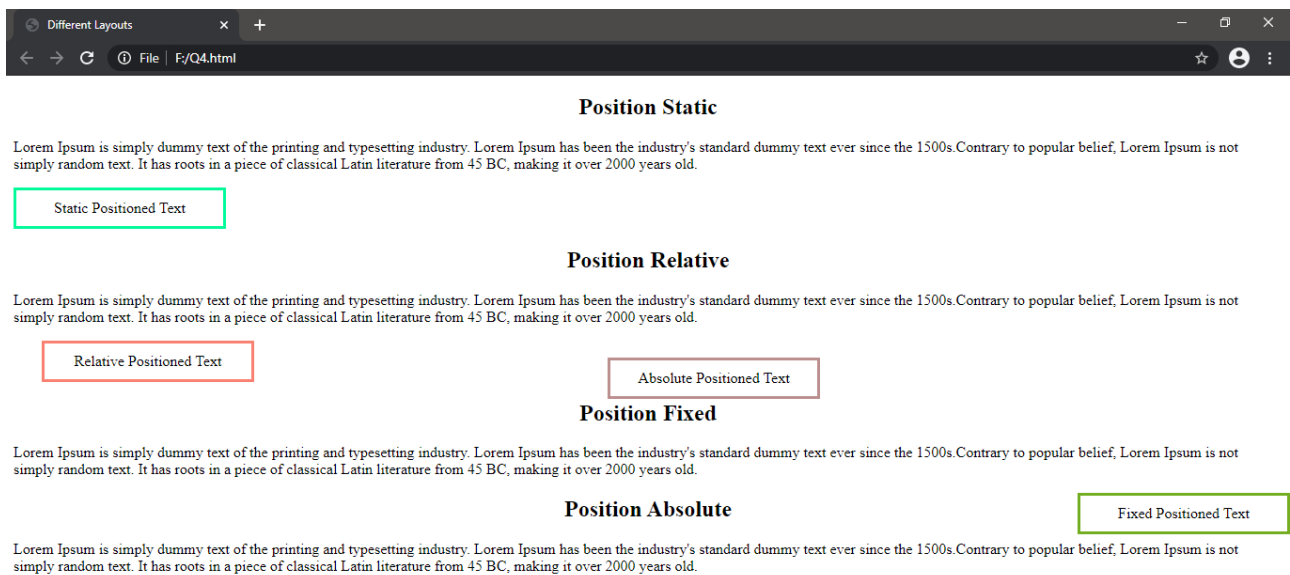 Different Layouts
File F:/Q4.html
Position Static
Lorem Ipsum is simply dummy text of the printing and typesetting industry. Lorem Ipsum has been the industry's standard dummy text ever since the 1500s.Contrary to popular belief, Lorem Ipsum is not
simply random text. It has roots in a piece of classical Latin literature from 45 BC, making it over 2000 years old.
Static Positioned Text
Position Relative
Lorem Ipsum is simply dummy text of the printing and typesetting industry. Lorem Ipsum has been the industry's standard dummy text ever since the 1500s.Contrary to popular belief, Lorem Ipsum is not
simply random text. It has roots in a piece of classical Latin literature from 45 BC, making it over 2000 years old.
Relative Positioned Text
Absolute Positioned Text
Position Fixed
Lorem Ipsum is simply dummy text of the printing and typesetting industry. Lorem Ipsum has been the industry's standard dummy text ever since the 1500s.Contrary to popular belief, Lorem Ipsum is not
simply random text. It has roots in a piece of classical Latin literature from 45 BC, making it over 2000 years old.
Position Absolute
Fixed Positioned Text
Lorem Ipsum is simply dummy text of the printing and typesetting industry. Lorem Ipsum has been the industry's standard dummy text ever since the 1500s.Contrary to popular belief, Lorem Ipsum is not
simply random text. It has roots in a piece of classical Latin literature from 45 BC, making it over 2000 years old.